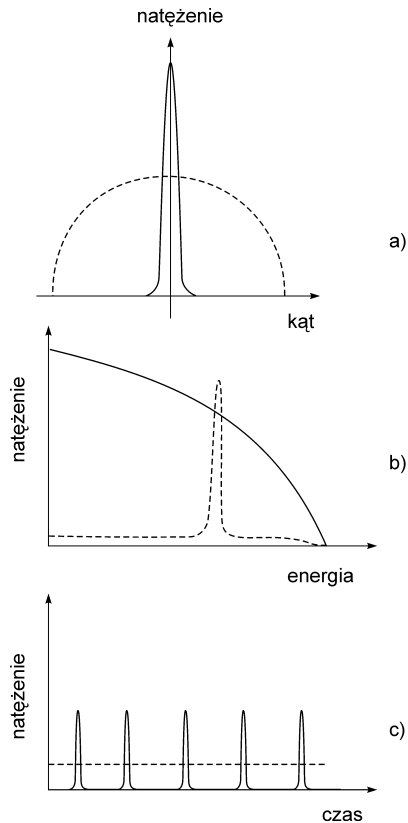 natężenie
a)
kąt
natężenie
b)
energia
natężenie
c)
czas